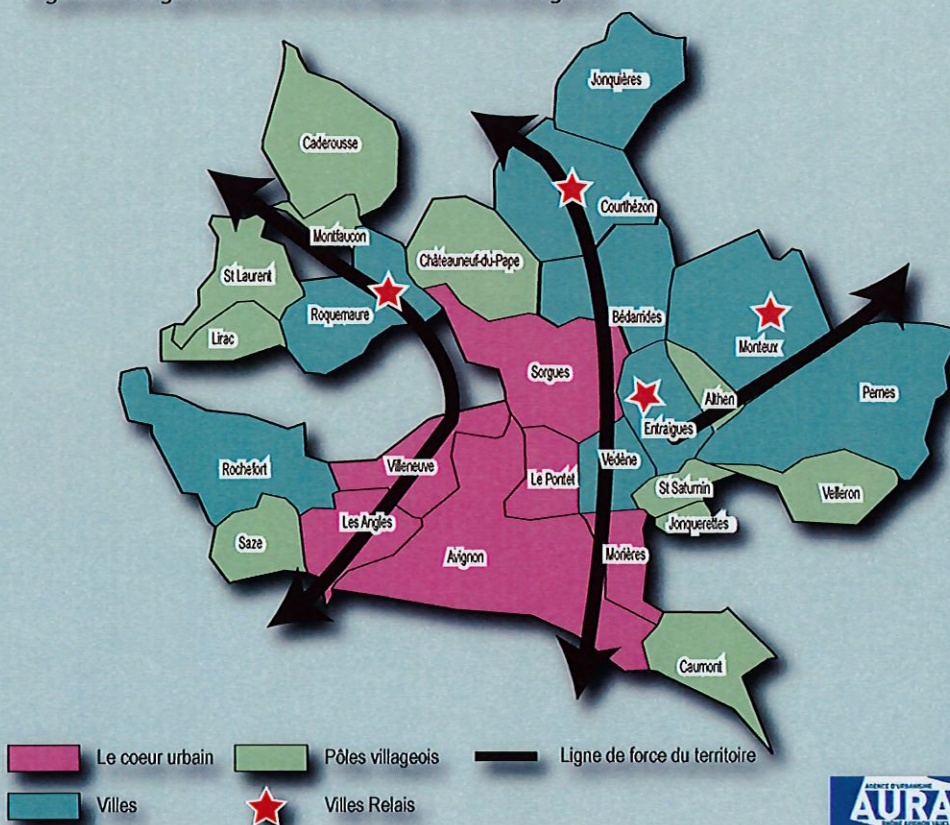 Jonquières
Caderousse
Courthézon
Montfaucon
Châteauneuf-du-Pape
St Laurent
Roquemaure
Bédarrides
Lirac
Monteux
Sorgues
Althen
Pernes
Entraigues
Villeneuve
Vedène
Rochefort
Le Pontet
St Saturnin
Velleron
Les Angles
Jonquerettes
Saze
Avignon
Morières
Caumont
Le coeur urbain
Pôles villageois
Ligne de force du territoire
Villes
Villes Relais
AGENCE D'URBANISME
AURA